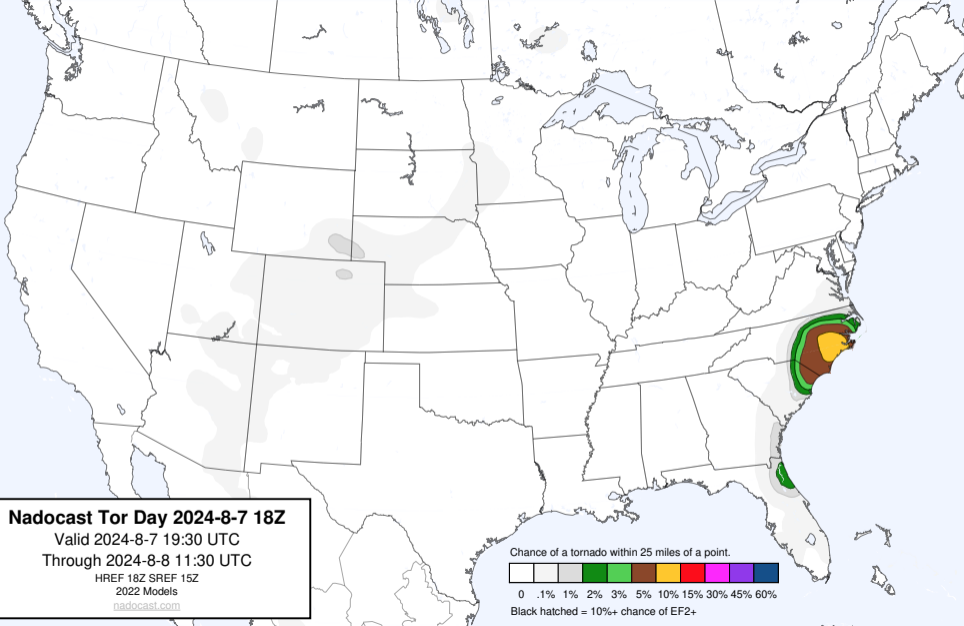 Nadocast Tor Day 2024-8-7 18Z
Valid 2024-8-7 19:30 UTC
Through 2024-8-8 11:30 UTC
HREF 18Z SREF 15Z
2022 Models
nadocast.com
Chance of a tornado within 25 miles of a point.
0 .1% 1% 2% 3% 5% 10% 15% 30% 45% 60%
Black hatched = 10%+ chance of EF2+